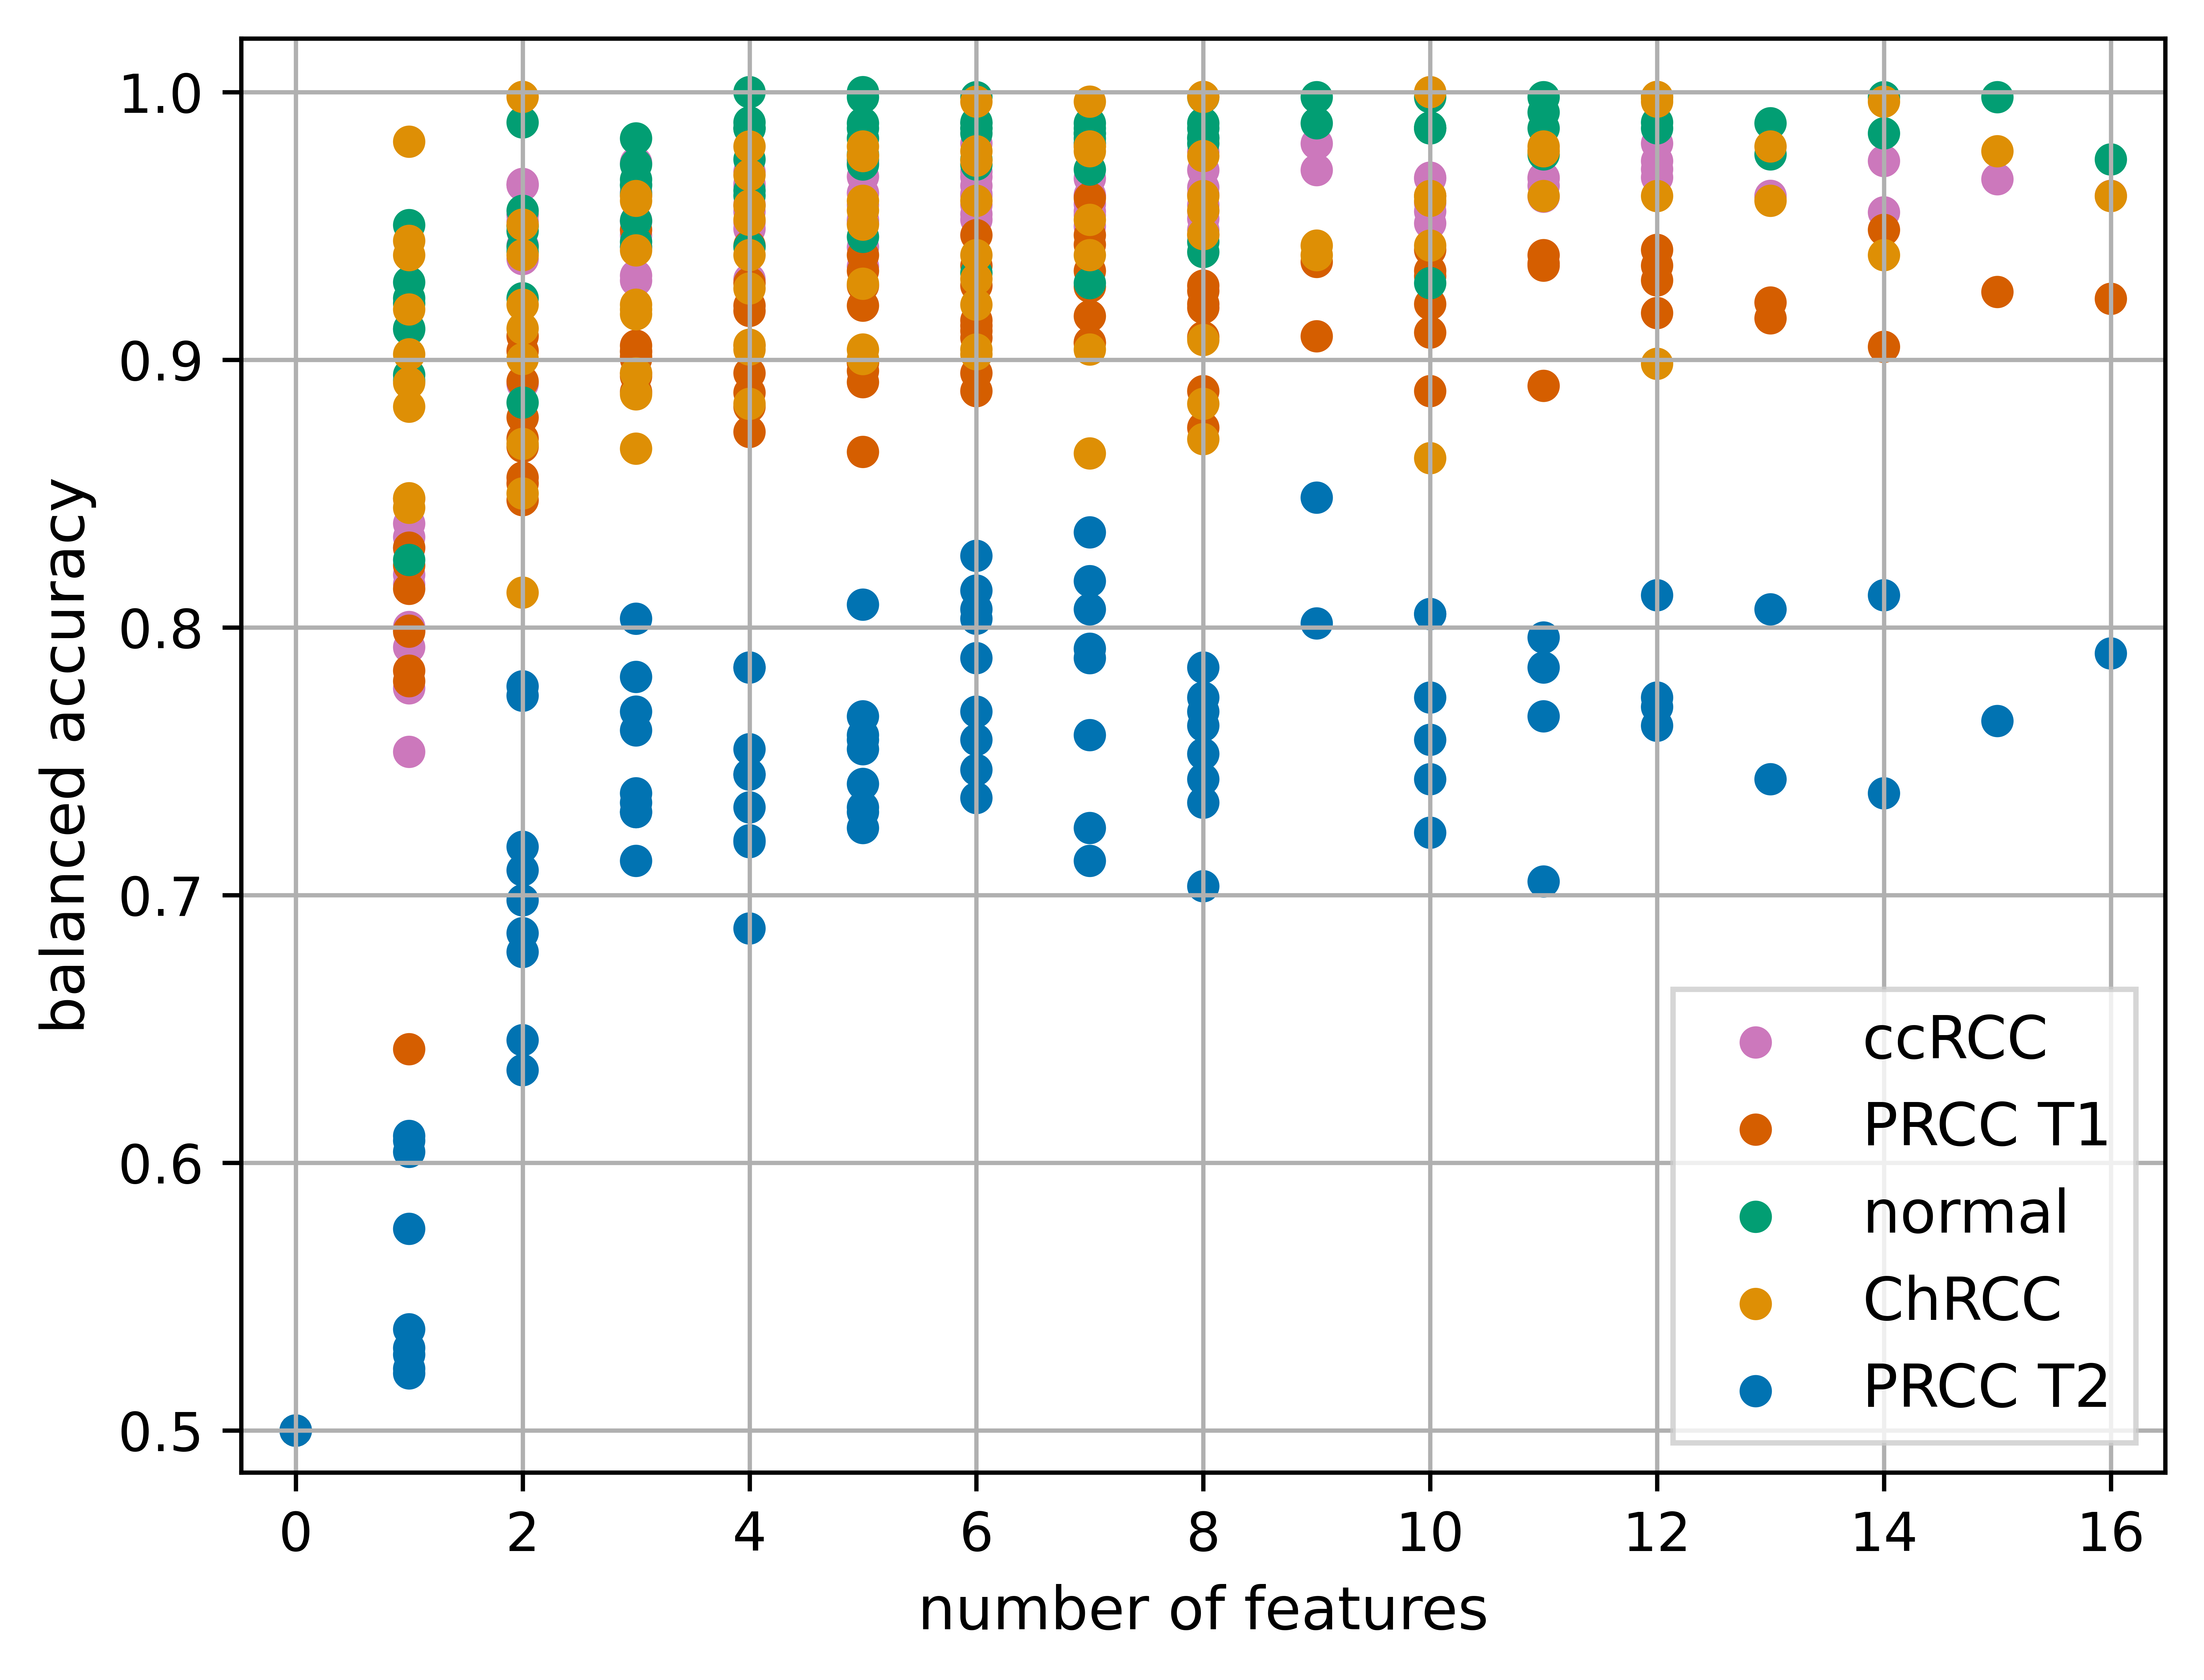 1.0
0.9
0.8
0.7
0.6
0.5
balanced accuracy
ccRCC
PRCC T1
normal
ChRCC
PRCC T2
0 2 4 6 8 10 12 14 16
number of features